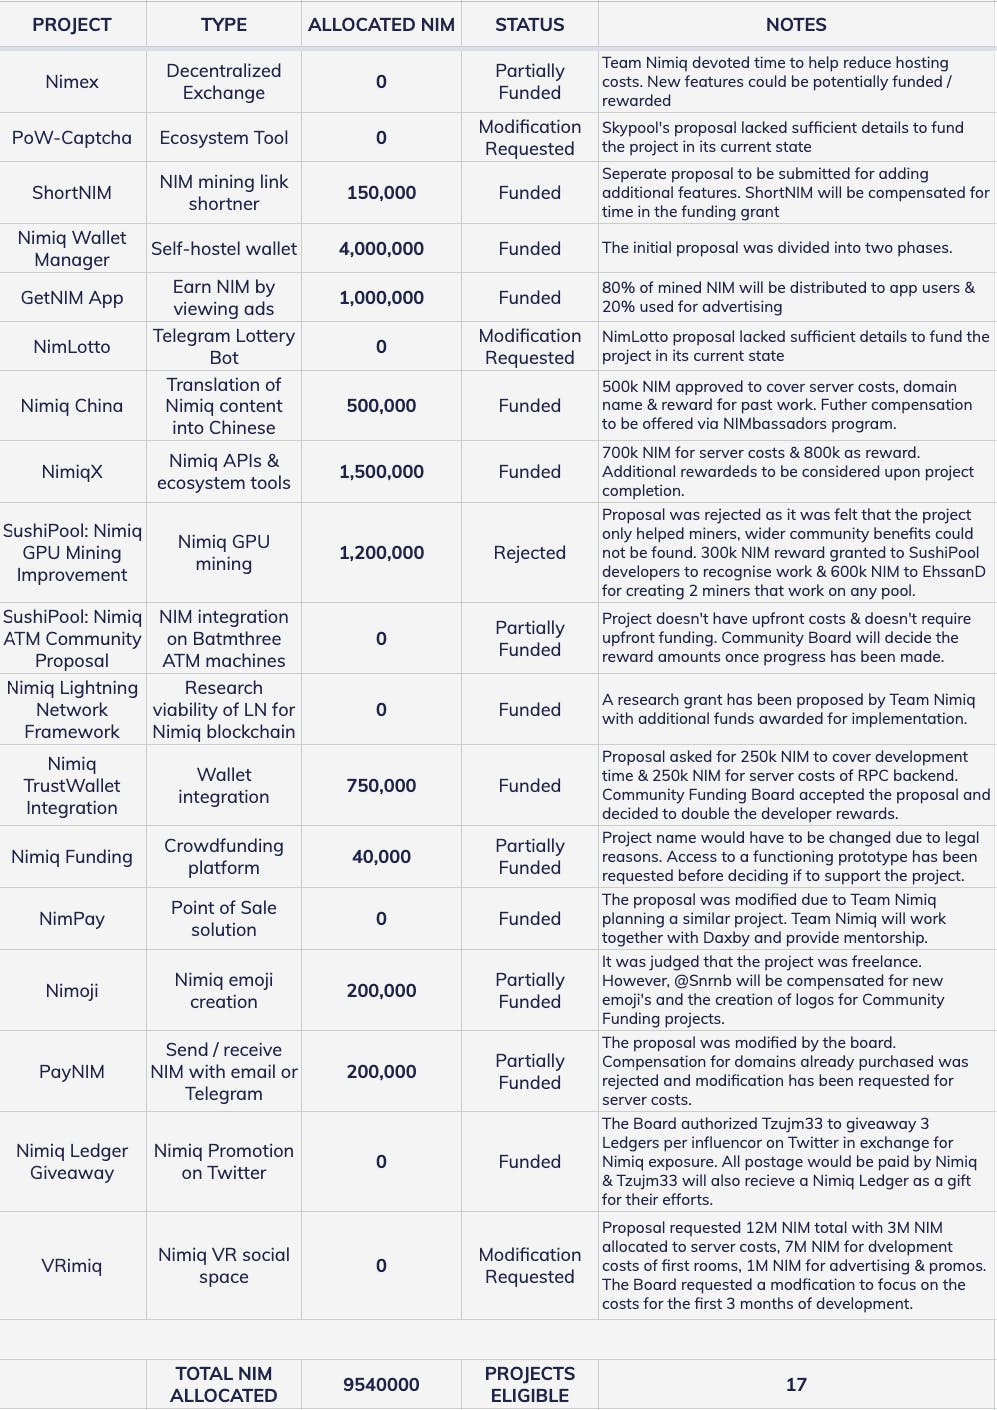 PROJECT TYPE ALLOCATED NIM STATUS NOTES
Nimex
Decentralized
Exchange
0
Partially
Funded
Team Nimiq devoted time to help reduce hosting
costs. New features could be potentially funded /
rewarded
PoW-Captcha
Ecosystem Tool
0
Modification
Requested
Skypool's proposal lacked sufficient details to fund
the project in its current state
ShortNIM
NIM mining link
shortner
150,000
Funded
Seperate proposal to be submitted for adding
additional features. ShortNIM will be compensated for
time in the funding grant
Nimiq Wallet
Manager
Self-hostel wallet
4,000,000
Funded
The initial proposal was divided into two phases.
GetNIM App
Earn NIM by
viewing ads
1,000,000
Funded
80% of mined NIM will be distributed to app users &
20% used for advertising
NimLotto
Telegram Lottery
Bot
0
Modification
Requested
NimLotto proposal lacked sufficient details to fund the
project in its current state
Nimiq China
Translation of
Nimiq content
into Chinese
500,000
Funded
500k NIM approved to cover server costs, domain
name & reward for past work. Futher compensation
to be offered via NIMbassadors program.
NimiqX
Nimiq APIs &
ecosystem tools
1,500,000
Funded
700k NIM for server costs & 800k as reward.
Additional rewardeds to be considered upon project
completion.
SushiPool: Nimiq
GPU Mining
Improvement
Nimiq GPU
mining
1,200,000
Rejected
Proposal was rejected as it was felt that the project
only helped miners, wider community benefits could
not be found. 300k NIM reward granted to SushiPool
developers to recognise work & 600k NIM to EhssanD
for creating 2 miners that work on any pool.
SushiPool: Nimiq
ATM Community
Proposal
NIM integration
on Batmthree
ATM machines
0
Partially
Funded
Project doesn't have upfront costs & doesn't require
upfront funding. Community Board will decide the
reward amounts once progress has been made.
Nimiq Lightning
Network
Framework
Research
viability of LN for
Nimiq blockchain
0
Funded
A research grant has been proposed by Team Nimiq
with additional funds awarded for implementation.
Nimiq
TrustWallet
Integration
Wallet
integration
750,000
Funded
Proposal asked for 250k NIM to cover development
time & 250k NIM for server costs of RPC backend.
Community Funding Board accepted the proposal and
decided to double the developer rewards.
Nimiq Funding
Crowdfunding
platform
40,000
Partially
Funded
Project name would have to be changed due to legal
reasons. Access to a functioning prototype has been
requested before deciding if to support the project.
NimPay
Point of Sale
solution
0
Funded
The proposal was modified due to Team Nimiq
planning a similar project. Team Nimiq will work
together with Daxby and provide mentorship.
Nimoji
Nimiq emoji
creation
200,000
Partially
Funded
It was judged that the project was freelance.
However, @Snrnb will be compensated for new
emoji's and the creation of logos for Community
Funding projects.
PayNIM
Send / receive
NIM with email or
Telegram
200,000
Partially
Funded
The proposal was modified by the board.
Compensation for domains already purchased was
rejected and modification has been requested for
server costs.
Nimiq Ledger
Giveaway
Nimiq Promotion
on Twitter
0
Funded
The Board authorized Tzujm33 to giveaway 3
Ledgers per influencor on Twitter in exchange for
Nimiq exposure. All postage would be paid by Nimiq
& Tzujm33 will also recieve a Nimiq Ledger as a gift
for their efforts.
VRimiq
Nimiq VR social
space
0
Modification
Requested
Proposal requested 12M NIM total with 3M NIM
allocated to server costs, 7M NIM for dvelopment
costs of first rooms, 1M NIM for advertising & promos.
The Board requested a modfication to focus on the
costs for the first 3 months of development.
TOTAL NIM
ALLOCATED
9540000
PROJECTS
ELIGIBLE
17